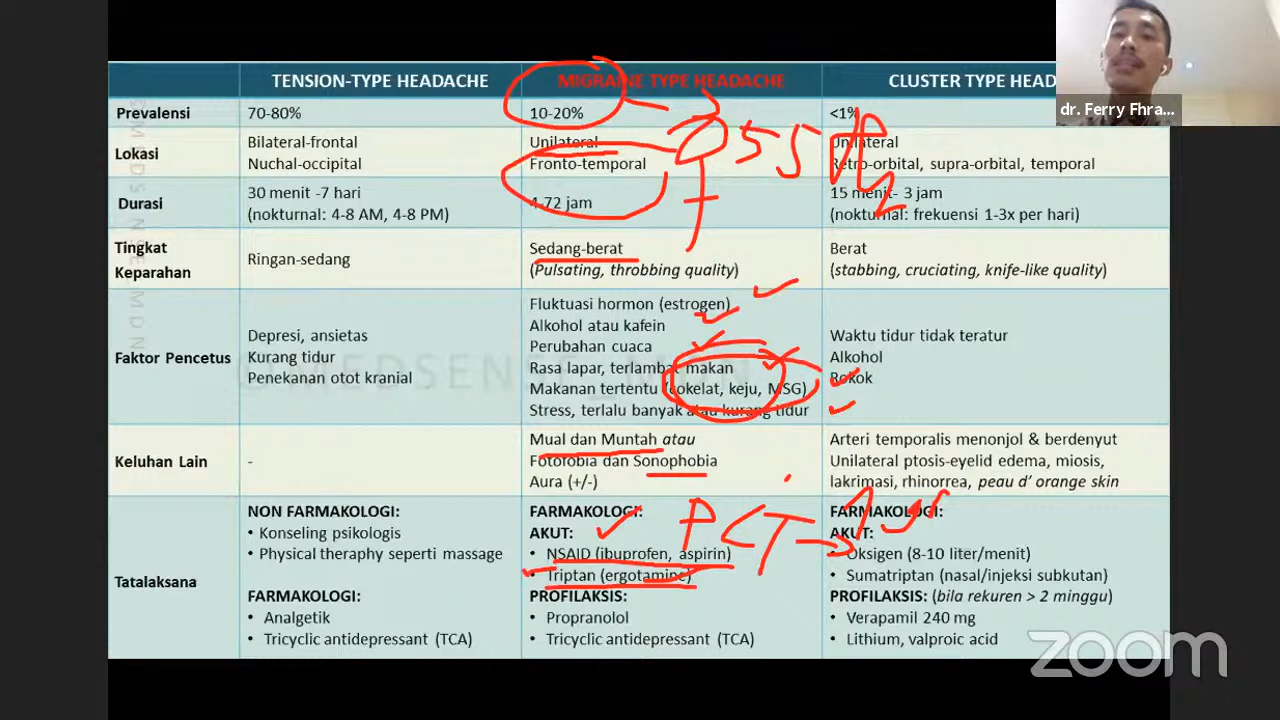 TENSION-TYPE HEADACHE
MIGRAINE TYPE HEADACHE
CLUSTER TYPE HEAD
dr. Ferry Fhra...
Prevalensi
70-80%
10-20%
<1%
Lokasi
Bilateral-frontal
Nuchal-occipital
Unilateral
Fronto-temporal
Unilateral
Retro-orbital, supra-orbital, temporal
Durasi
30 menit -7 hari
(nokturnal: 4-8 AM, 4-8 PM)
4-72 jam
15 menit- 3 jam
(nokturnal: frekuensi 1-3x per hari)
Tingkat
Keparahan
Ringan-sedang
Sedang-berat
(Pulsating, throbbing quality)
Berat
(stabbing, cruciating, knife-like quality)
Faktor Pencetus
Depresi, ansietas
Kurang tidur
Penekanan otot kranial
Fluktuasi hormon (estrogen)
Alkohol atau kafein
Perubahan cuaca
Rasa lapar, terlambat makan
Makanan tertentu (cokelat, keju, MSG)
Stress, terlalu banyak atau kurang tidur
Waktu tidur tidak teratur
Alkohol
Rokok
Keluhan Lain
-
Mual dan Muntah atau
Fotofobia dan Sonophobia
Aura (+/-)
Arteri temporalis menonjol & berdenyut
Unilateral ptosis-eyelid edema, miosis,
lakrimasi, rhinorrea, peau d' orange skin
Tatalaksana
NON FARMAKOLOGI:
• Konseling psikologis
• Physical theraphy seperti massage
FARMAKOLOGI:
• Analgetik
• Tricyclic antidepressant (TCA)
FARMAKOLOGI:
AKUT:
• NSAID (ibuprofen, aspirin)
• Triptan (ergotamine)
PROFILAKSIS:
• Propranolol
• Tricyclic antidepressant (TCA)
FARMAKOLOGI:
AKUT:
• Oksigen (8-10 liter/menit)
• Sumatriptan (nasal/injeksi subkutan)
PROFILAKSIS: (bila rekuren > 2 minggu)
• Verapamil 240 mg
• Lithium, valproic acid
PCT
zoom